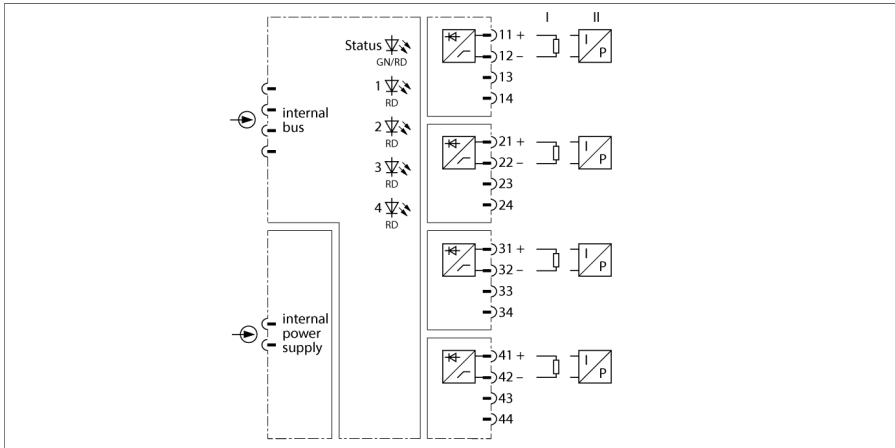 I II
Status
GN/RD
1
RD
2
RD
3
RD
4
RD
internal
bus
internal
power
supply
11 +
12 –
13
14
I
P
21 +
22 –
23
24
I
P
31 +
32 –
33
34
I
P
41 +
42 –
43
44
I
P